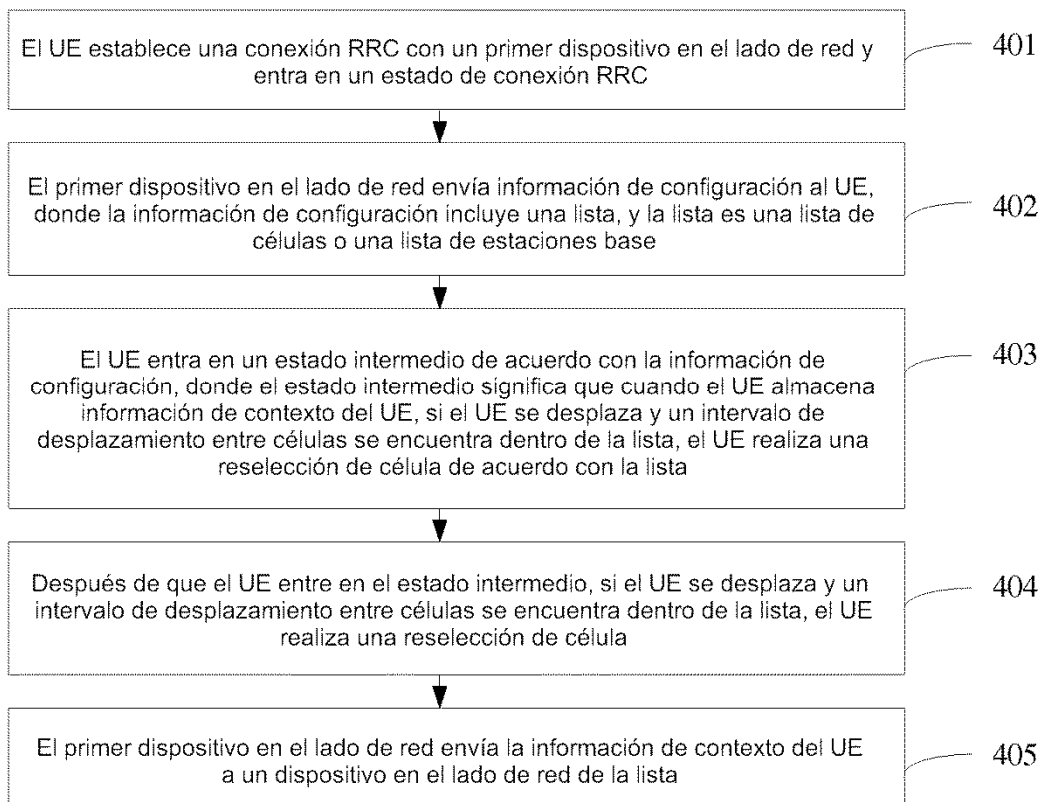 El UE establece una conexión RRC con un primer dispositivo en el lado de red y
entra en un estado de conexión RRC
401
El primer dispositivo en el lado de red envía información de configuración al UE,
donde la información de configuración incluye una lista, y la lista es una lista de
células o una lista de estaciones base
402
El UE entra en un estado intermedio de acuerdo con la información de
configuración, donde el estado intermedio significa que cuando el UE almacena
información de contexto del UE, si el UE se desplaza y un intervalo de
desplazamiento entre células se encuentra dentro de la lista, el UE realiza una
reselección de célula de acuerdo con la lista
403
Después de que el UE entre en el estado intermedio, si el UE se desplaza y un
intervalo de desplazamiento entre células se encuentra dentro de la lista, el UE
realiza una reselección de célula
404
El primer dispositivo en el lado de red envía la información de contexto del UE
a un dispositivo en el lado de red de la lista
405